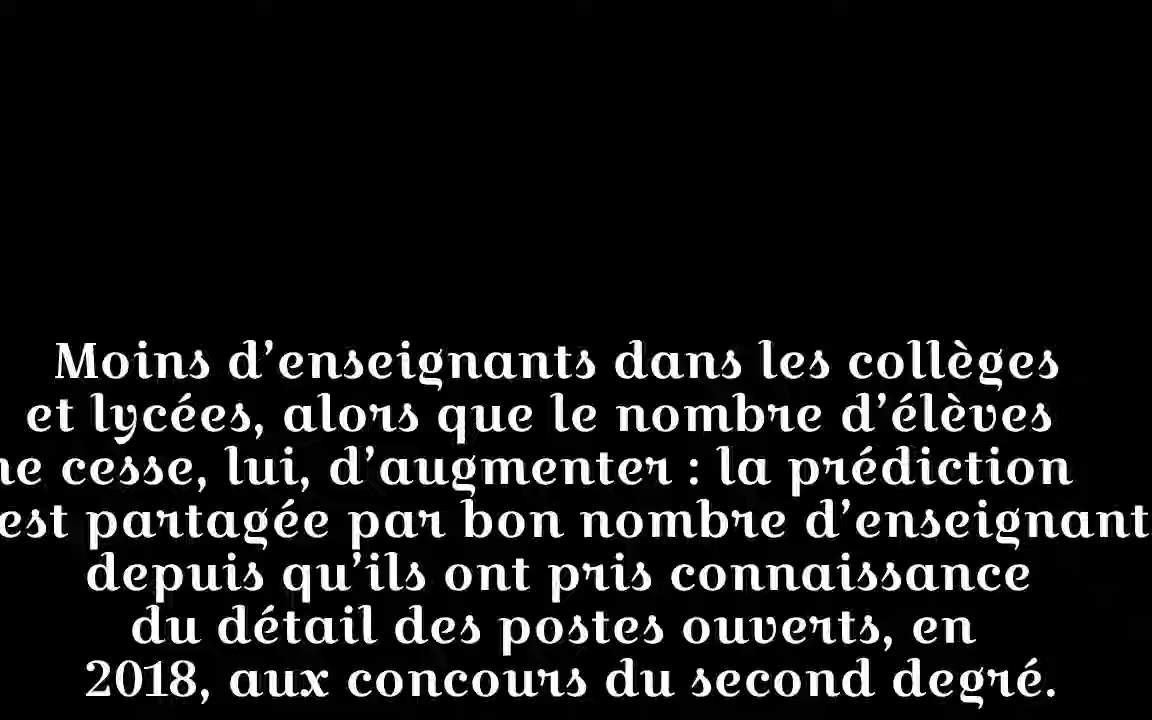 Moins d’enseignants dans les collèges
et lycées, alors que le nombre d’élèves
ne cesse, lui, d’augmenter : la prédiction
est partagée par bon nombre d’enseignant
depuis qu’ils ont pris connaissance
du détail des postes ouverts, en
2018, aux concours du second degré.